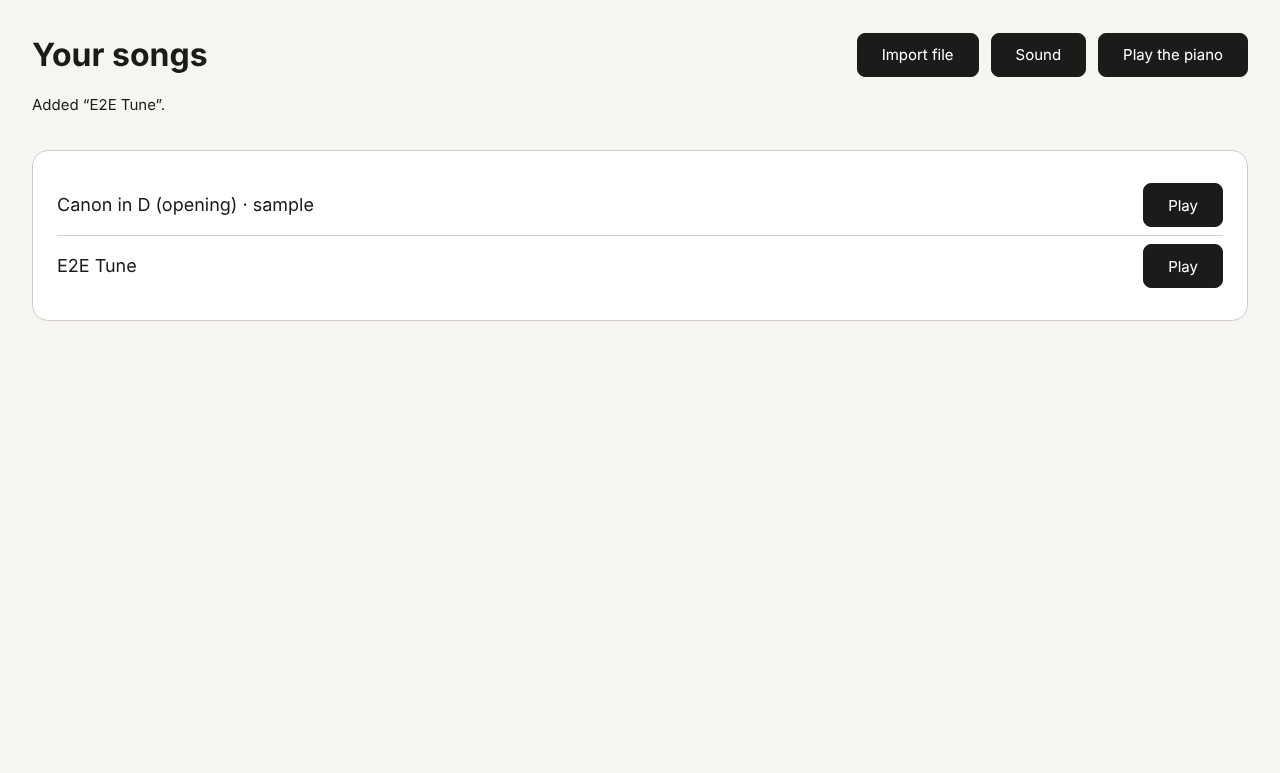 Your songs
Import file
Sound
Play the piano
Added “E2E Tune”.
Canon in D (opening) · sample
Play
E2E Tune
Play